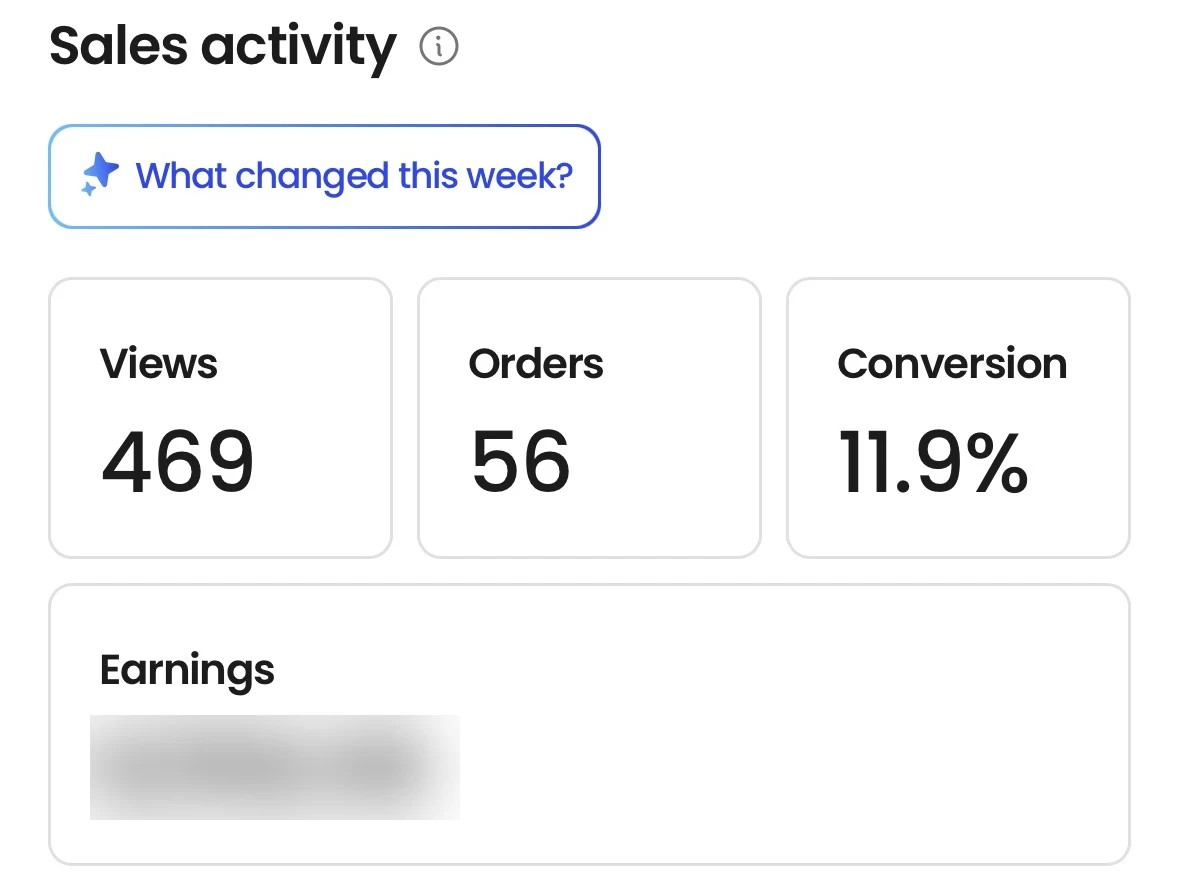 Sales activity
What changed this week?
Views
469
Orders
56
Conversion
11.9%
Earnings